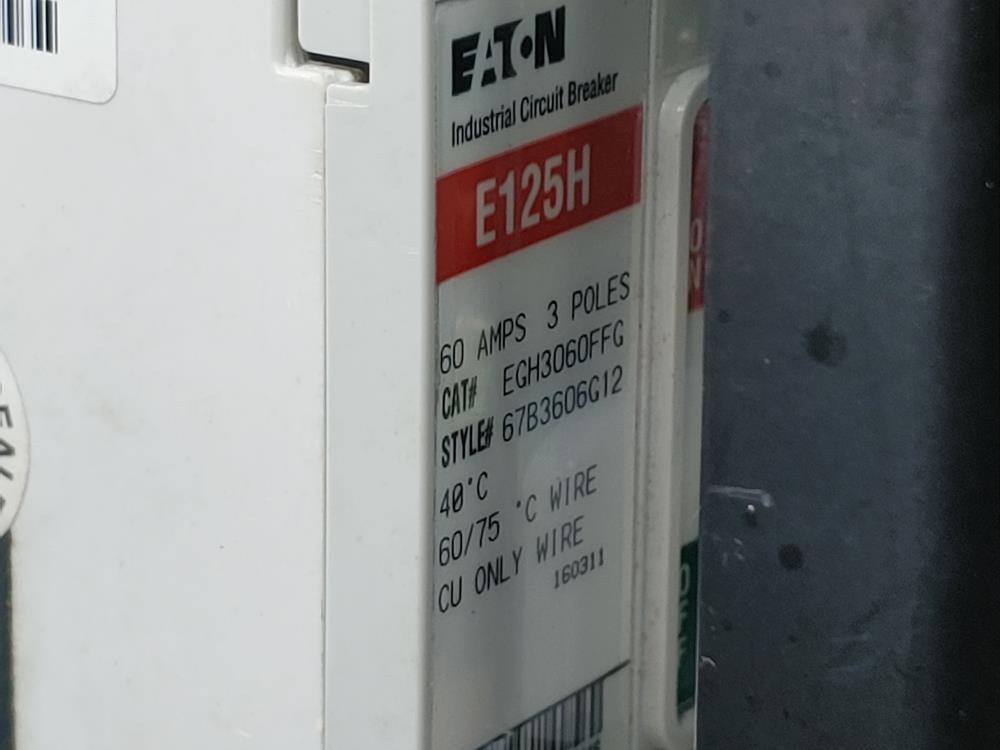 EATON
Industrial Circuit Breaker
E125H
60 AMPS 3 POLES
CAT# EGH3060FFG
STYLE# 67B3606G12
40°C
60/75 °C WIRE
CU ONLY WIRE
160311
ON